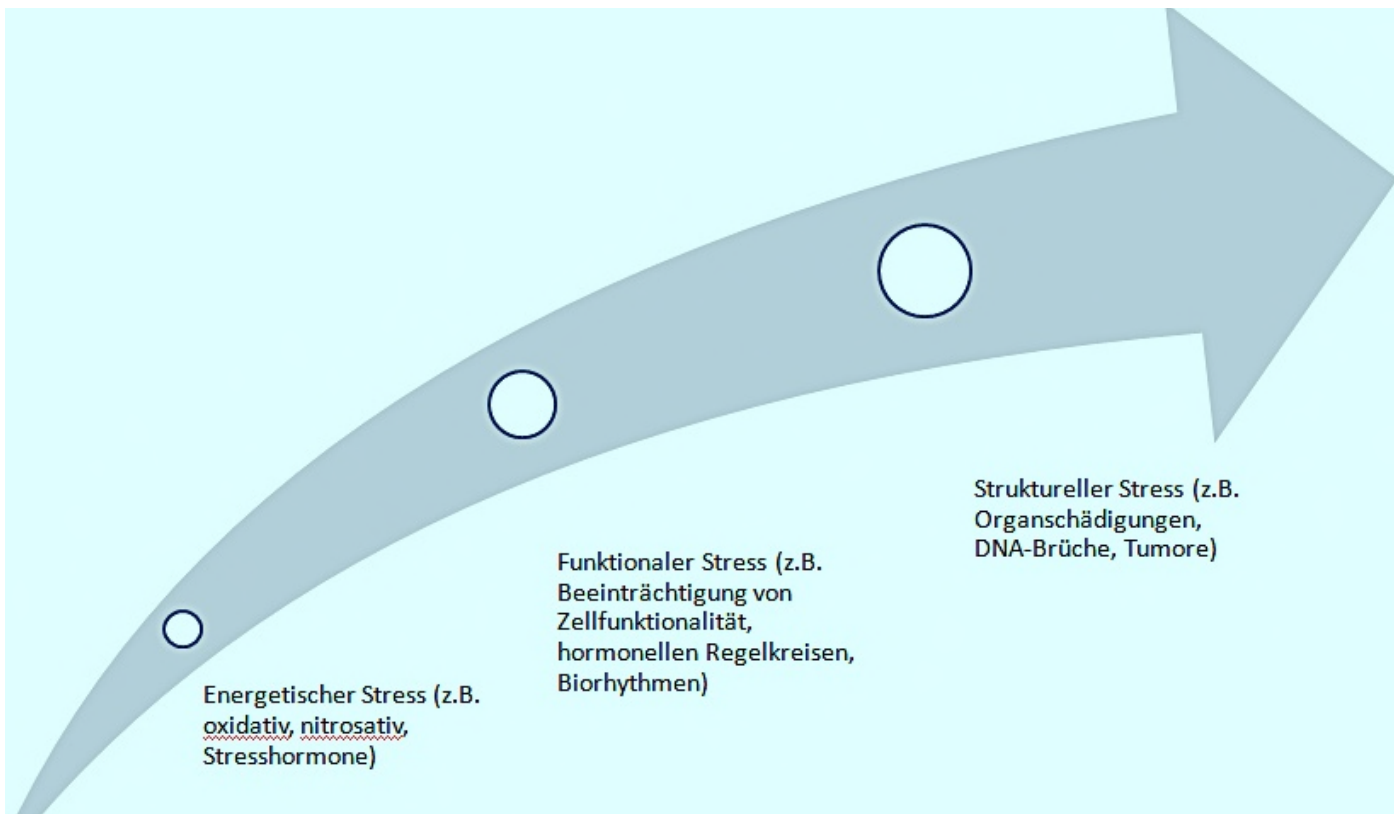 Energetischer Stress (z.B.
oxidativ, nitrosativ,
Stresshormone)
Funktionaler Stress (z.B.
Beeinträchtigung von
Zellfunktionalität,
hormonellen Regelkreisen,
Biorhythmen)
Struktureller Stress (z.B.
Organschädigungen,
DNA-Brüche, Tumore)